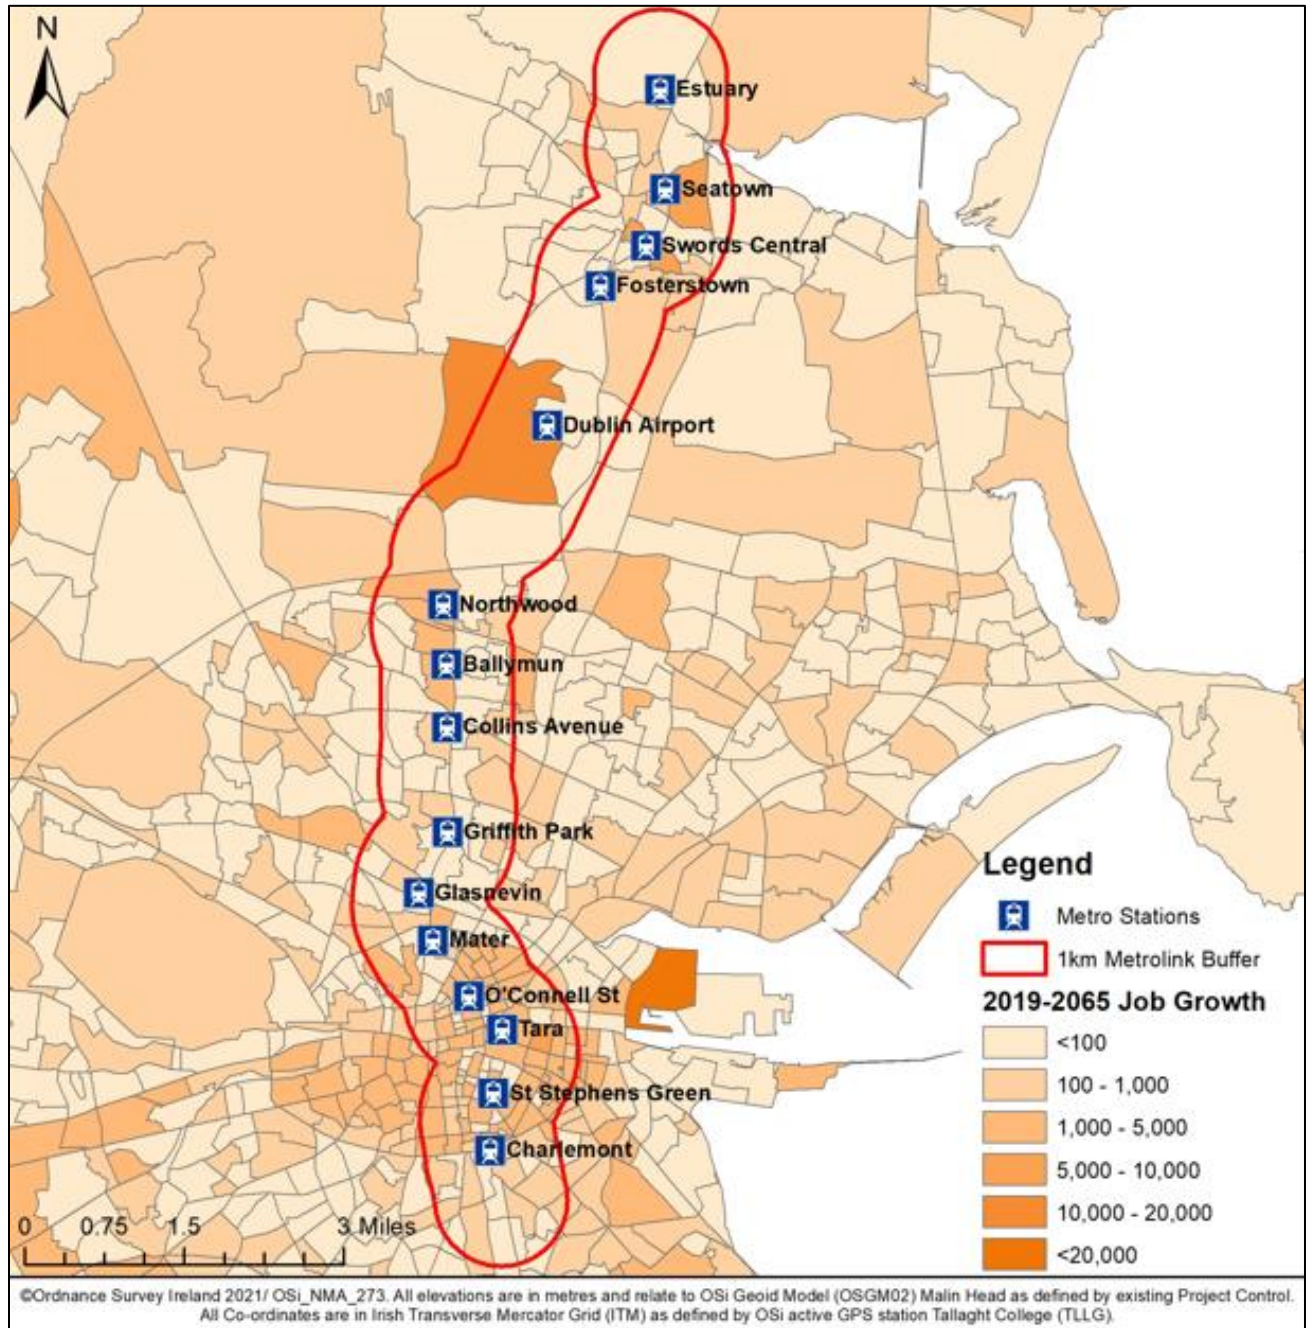 N
Estuary
Seatown
Swords Central
Fosterstown
Dublin Airport
Northwood
Ballymun
Collins Avenue
Griffith Park
Glasnevin
Mater
O'Connell St
Tara
St Stephens Green
Charlemont
Legend
Metro Stations
1km Metrolink Buffer
2019-2065 Job Growth
<100
100 - 1,000
1,000 - 5,000
5,000 - 10,000
10,000 - 20,000
<20,000
0 0.75 1.5 3 Miles
©Ordnance Survey Ireland 2021/ OSi_NMA_273. All elevations are in metres and relate to OSi Geoid Model (OSGM02) Malin Head as defined by existing Project Control.
All Co-ordinates are in Irish Transverse Mercator Grid (ITM) as defined by OSi active GPS station Tallaght College (TLLG).